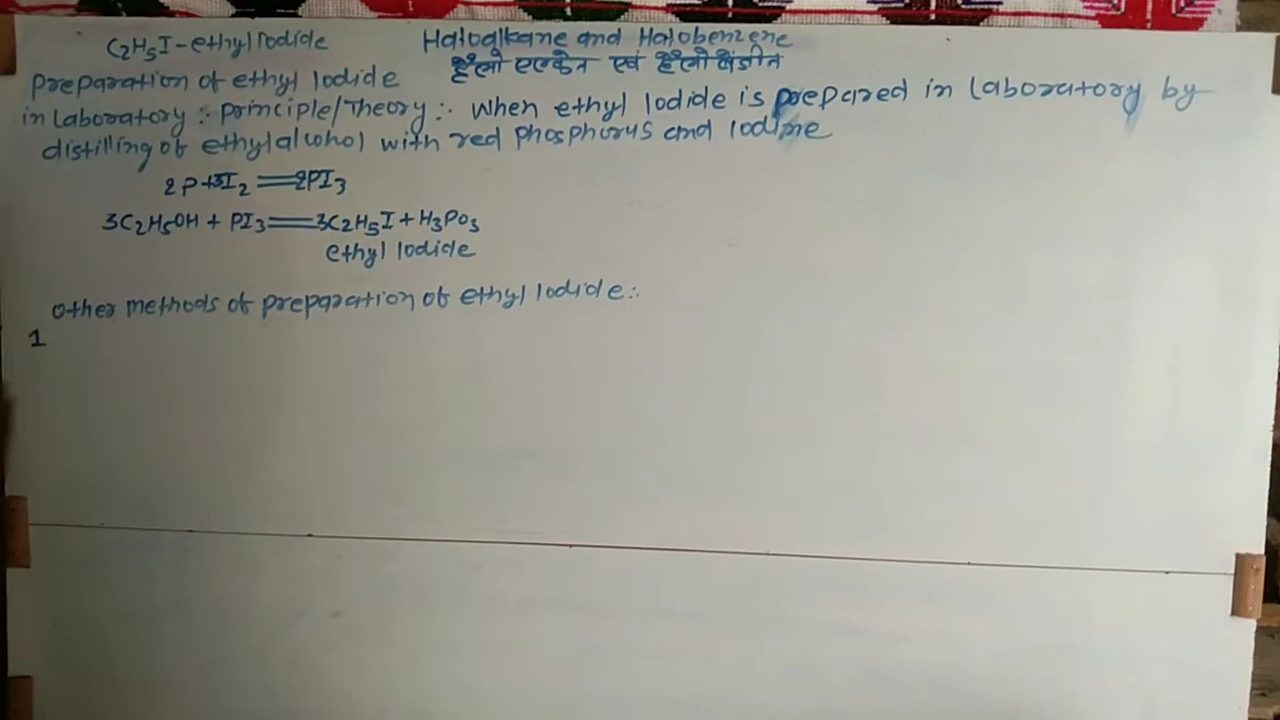 C2H5I-ethyl Iodide
Haloalkane and Halobenzene
हैलो एल्केन एवं हैलो बेंजीन
preparation of ethyl Iodide
in Laboratory :- principle/Theory:- When ethyl Iodide is prepared in Laboratory by
distilling of ethylalcohol with red phosphorus and Iodine
2P+3I2=2PI3
3C2H5OH + PI3=3C2H5I+H3PO3
ethyl Iodide
Other methods of preparation of ethyl Iodide:-
1